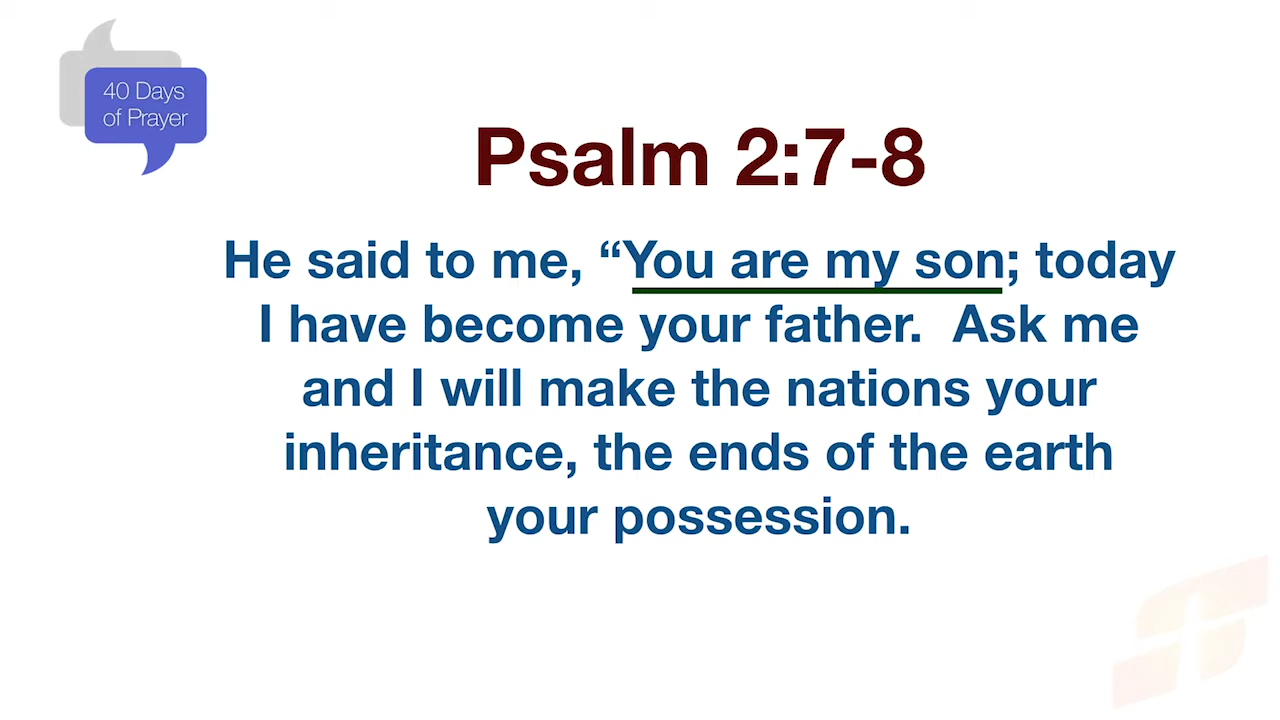 40 Days
of Prayer
Psalm 2:7-8
He said to me, “You are my son; today
I have become your father.  Ask me
and I will make the nations your
inheritance, the ends of the earth
your possession.